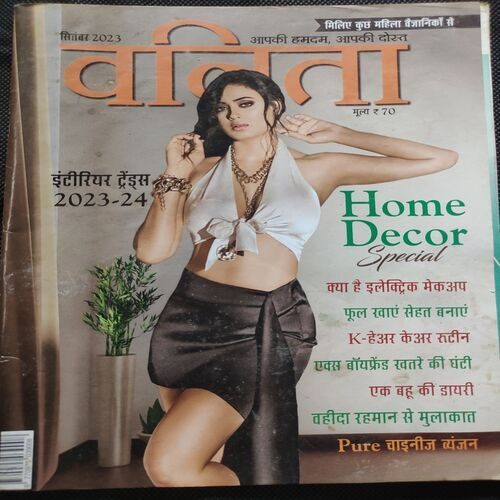 मिलिए कुछ महिला वैज्ञानिकों से
सितंबर 2023
आपकी हमदम, आपकी दोस्त
वनिता
मूल्य ₹ 70
इंटीरियर ट्रेंड्स
2023-24
Home
Decor
Special
क्या है इलेक्ट्रिक मेकअप
फूल खाएं सेहत बनाएं
K-हेअर केअर रूटीन
एक्स बॉयफ्रेंड खतरे की घंटी
एक बहू की डायरी
वहीदा रहमान से मुलाकात
Pure चाइनीज व्यंजन